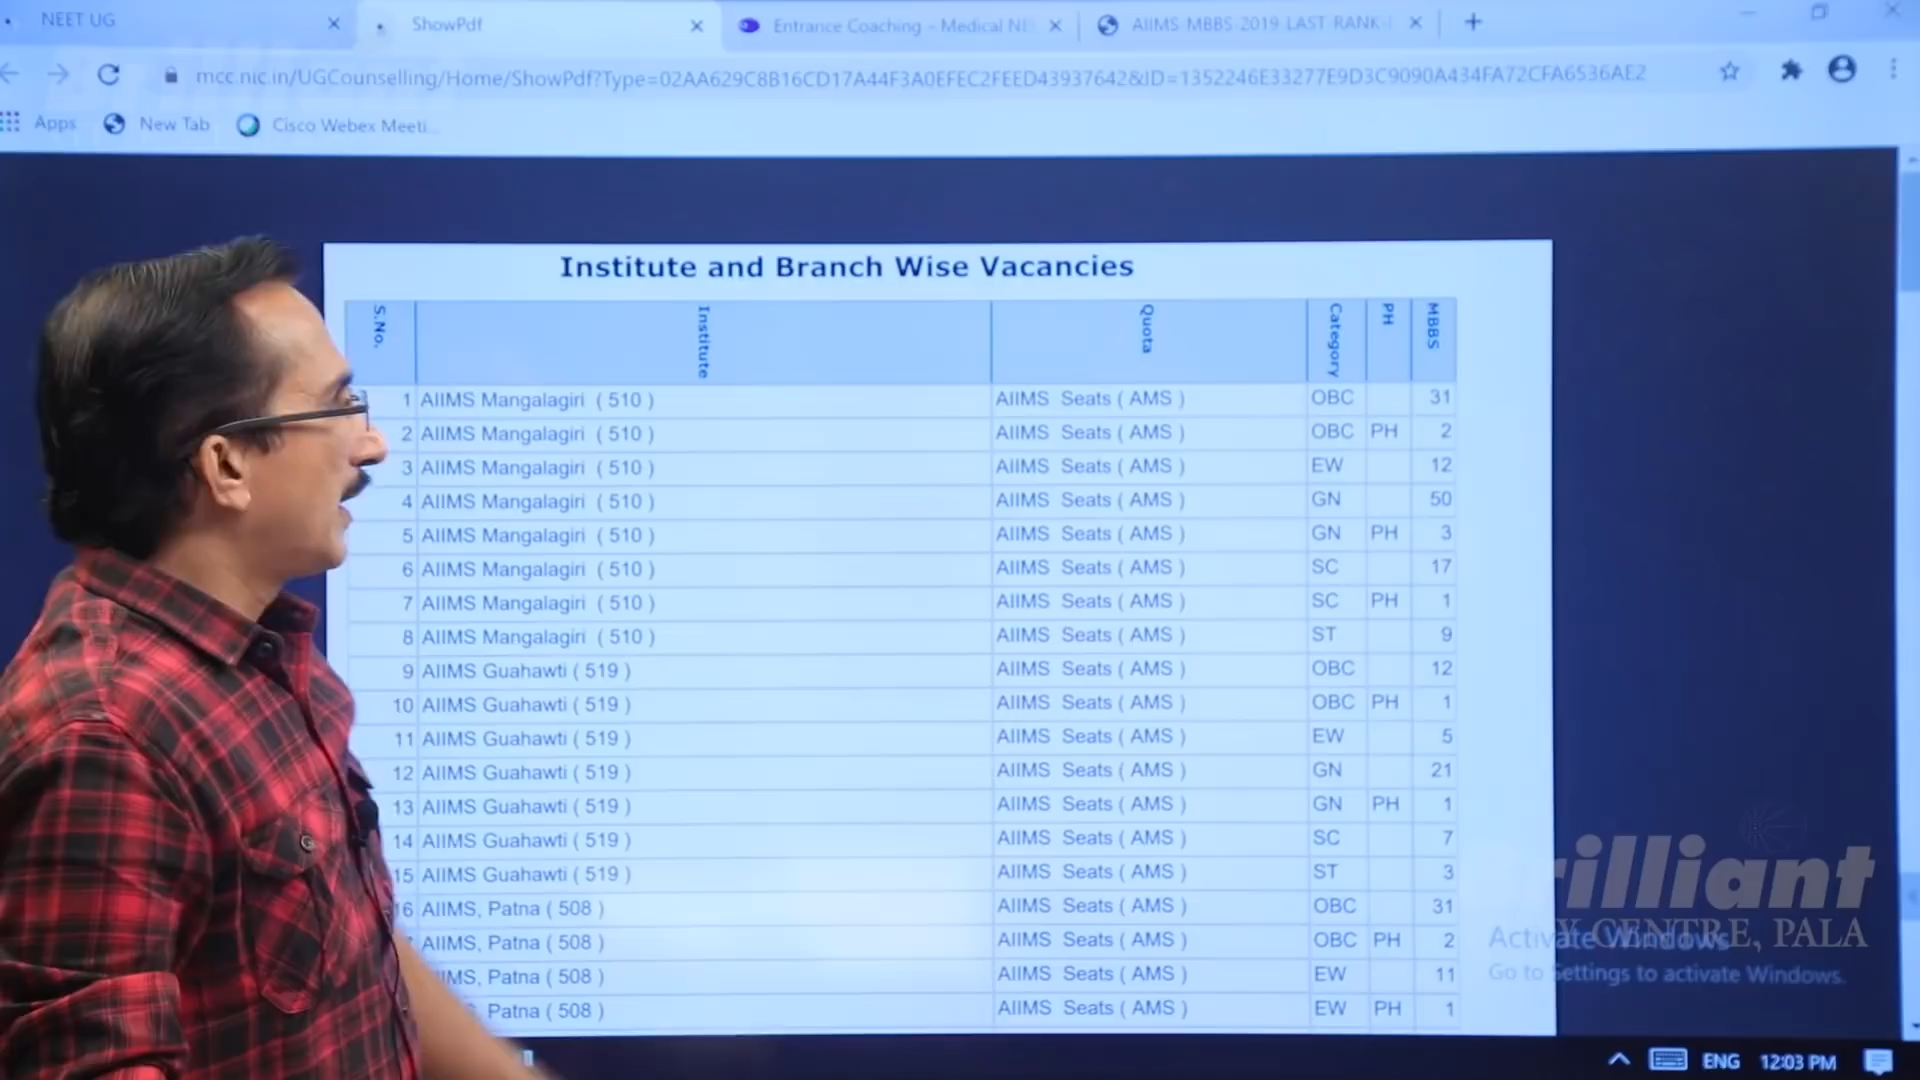 NEET UG
ShowPdf
Entrance Coaching - Medical NE
AIIMS-MBBS-2019-LAST-RANK-
mcc.nic.in/UGCounselling/Home/ShowPdf?Type=02AA629C8B16CD17A44F3A0EFEC2FEED43937642&ID=1352246E33277E9D3C9090A434FA72CFA6536AE2
Apps New Tab Cisco Webex Meeti...
Institute and Branch Wise Vacancies
S.No. Institute Quota Category PH MBBS
1 AIIMS Mangalagiri ( 510 ) AIIMS Seats ( AMS ) OBC 31
2 AIIMS Mangalagiri ( 510 ) AIIMS Seats ( AMS ) OBC PH 2
3 AIIMS Mangalagiri ( 510 ) AIIMS Seats ( AMS ) EW 12
4 AIIMS Mangalagiri ( 510 ) AIIMS Seats ( AMS ) GN 50
5 AIIMS Mangalagiri ( 510 ) AIIMS Seats ( AMS ) GN PH 3
6 AIIMS Mangalagiri ( 510 ) AIIMS Seats ( AMS ) SC 17
7 AIIMS Mangalagiri ( 510 ) AIIMS Seats ( AMS ) SC PH 1
8 AIIMS Mangalagiri ( 510 ) AIIMS Seats ( AMS ) ST 9
9 AIIMS Guahawti ( 519 ) AIIMS Seats ( AMS ) OBC 12
10 AIIMS Guahawti ( 519 ) AIIMS Seats ( AMS ) OBC PH 1
11 AIIMS Guahawti ( 519 ) AIIMS Seats ( AMS ) EW 5
12 AIIMS Guahawti ( 519 ) AIIMS Seats ( AMS ) GN 21
13 AIIMS Guahawti ( 519 ) AIIMS Seats ( AMS ) GN PH 1
14 AIIMS Guahawti ( 519 ) AIIMS Seats ( AMS ) SC 7
15 AIIMS Guahawti ( 519 ) AIIMS Seats ( AMS ) ST 3
16 AIIMS, Patna ( 508 ) AIIMS Seats ( AMS ) OBC 31
AIIMS, Patna ( 508 ) AIIMS Seats ( AMS ) OBC PH 2
IMS, Patna ( 508 ) AIIMS Seats ( AMS ) EW 11
Patna ( 508 ) AIIMS Seats ( AMS ) EW PH 1
Brilliant
Y CENTRE, PALA
Activate Windows
Go to Settings to activate Windows.
ENG 12:03 PM